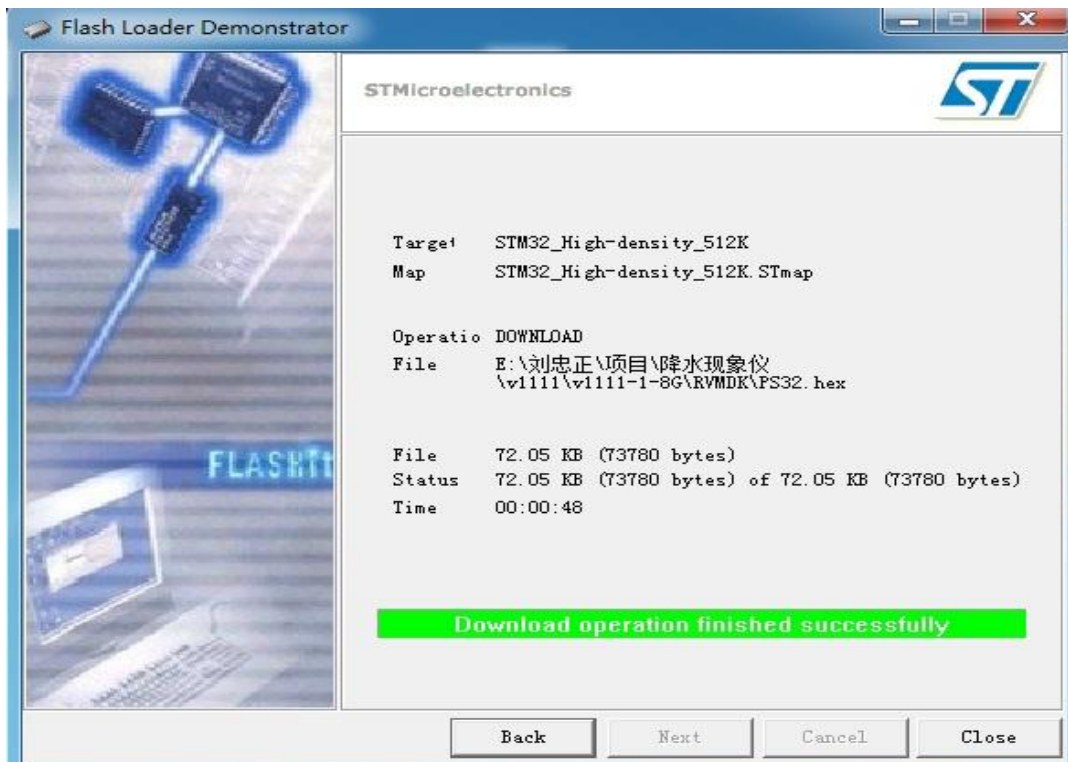 Flash Loader Demonstrator
STMicroelectronics
ST
Target STM32_High-density_512K
Map STM32_High-density_512K.STmap
Operatio DOWNLOAD
File E:\刘忠正\项目\降水现象仪
\v1111\v1111-1-8G\RVMDK\PS32.hex
File 72.05 KB (73780 bytes)
Status 72.05 KB (73780 bytes) of 72.05 KB (73780 bytes)
Time 00:00:48
FLASHit
Download operation finished successfully
Back Next Cancel Close